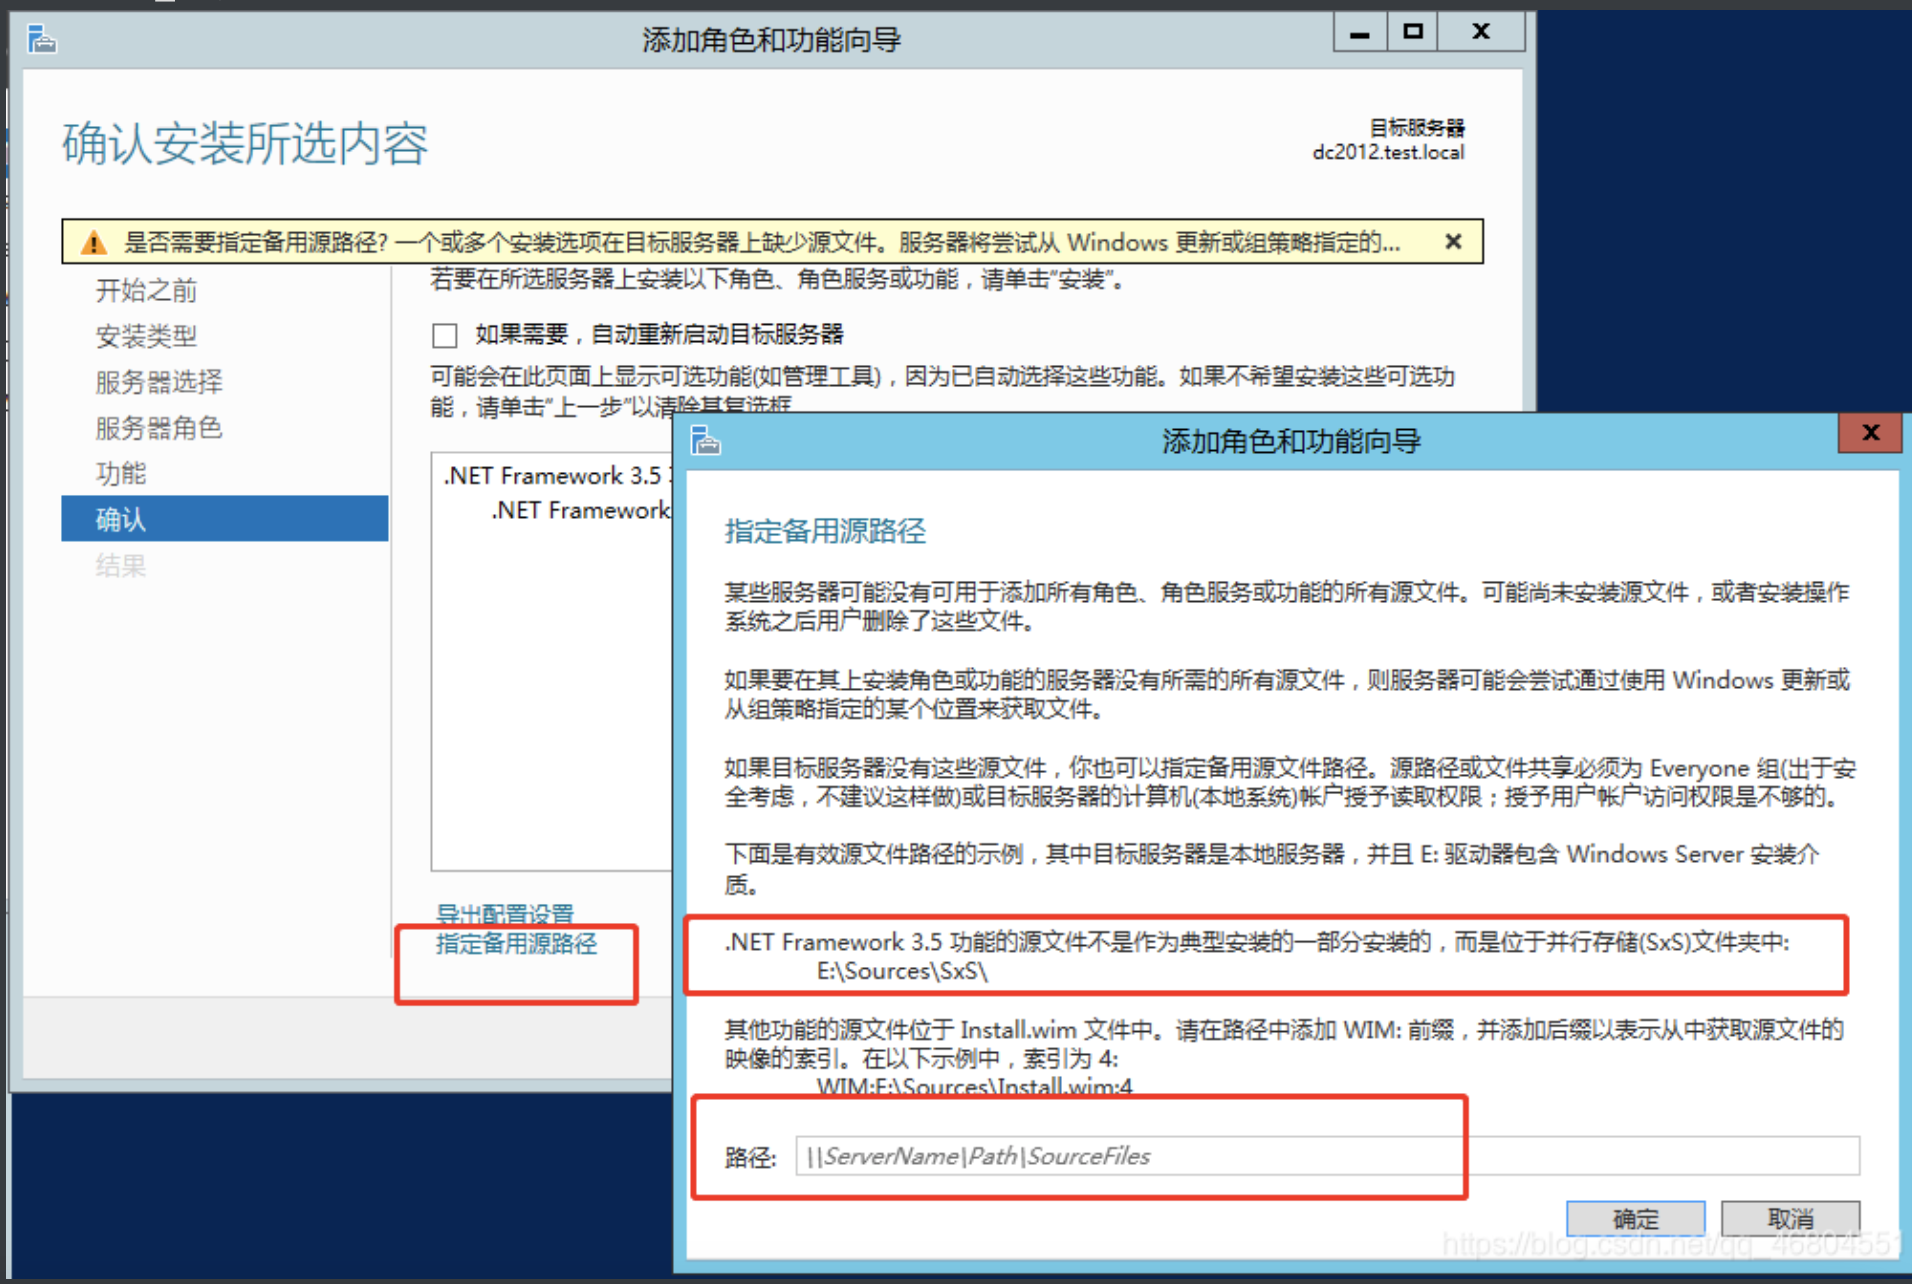 添加角色和功能向导
确认安装所选内容
目标服务器
dc2012.test.local
是否需要指定备用源路径? 一个或多个安装选项在目标服务器上缺少源文件。服务器将尝试从 Windows 更新或组策略指定的...
开始之前
安装类型
服务器选择
服务器角色
功能
确认
结果
若要在所选服务器上安装以下角色、角色服务或功能，请单击“安装”。
如果需要，自动重新启动目标服务器
可能会在此页面上显示可选功能(如管理工具)，因为已自动选择这些功能。如果不希望安装这些可选功
能，请单击“上一步”以清除其复选框
.NET Framework 3.5
.NET Framework
导出配置设置
指定备用源路径
添加角色和功能向导
指定备用源路径
某些服务器可能没有可用于添加所有角色、角色服务或功能的所有源文件。可能尚未安装源文件，或者安装操作
系统之后用户删除了这些文件。
如果要在其上安装角色或功能的服务器没有所需的所有源文件，则服务器可能会尝试通过使用 Windows 更新或
从组策略指定的某个位置来获取文件。
如果目标服务器没有这些源文件，你也可以指定备用源文件路径。源路径或文件共享必须为 Everyone 组(出于安
全考虑，不建议这样做)或目标服务器的计算机(本地系统)帐户授予读取权限；授予用户帐户访问权限是不够的。
下面是有效源文件路径的示例，其中目标服务器是本地服务器，并且 E: 驱动器包含 Windows Server 安装介
质。
.NET Framework 3.5 功能的源文件不是作为典型安装的一部分安装的，而是位于并行存储(SxS)文件夹中:
E:\Sources\SxS\
其他功能的源文件位于 Install.wim 文件中。请在路径中添加 WIM: 前缀，并添加后缀以表示从中获取源文件的
映像的索引。在以下示例中，索引为 4:
WIM:E:\Sources\Install.wim:4
路径:
\\ServerName\Path\SourceFiles
确定
取消
https://blog.csdn.net/qq_46804551